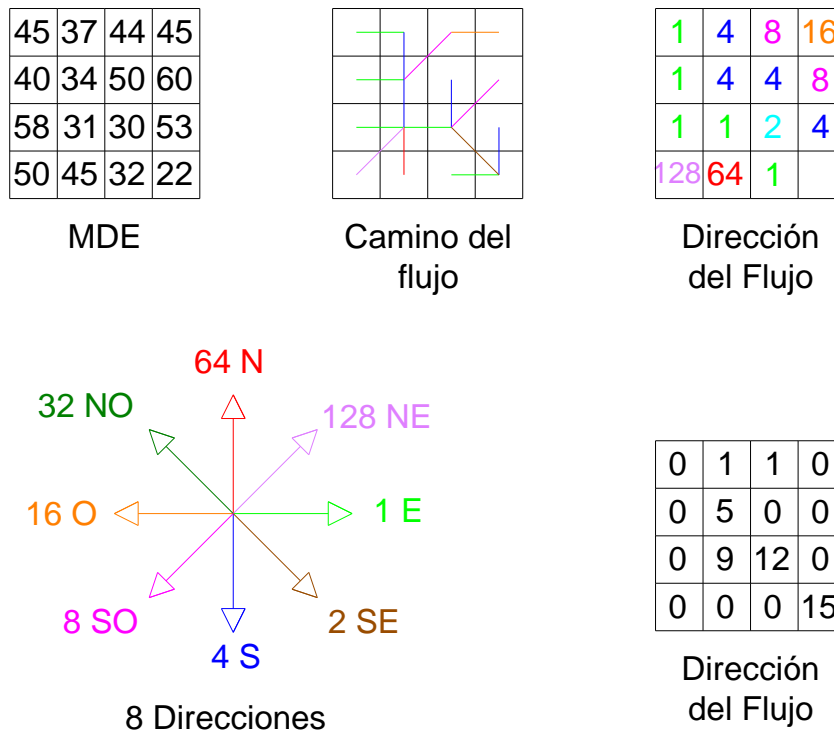 45 37 44 45
40 34 50 60
58 31 30 53
50 45 32 22
MDE
Camino del
flujo
1 4 8 16
1 4 4 8
1 1 2 4
128 64 1
Dirección
del Flujo
64 N
32 NO
128 NE
16 O
1 E
8 SO
2 SE
4 S
8 Direcciones
0 1 1 0
0 5 0 0
0 9 12 0
0 0 0 15
Dirección
del Flujo